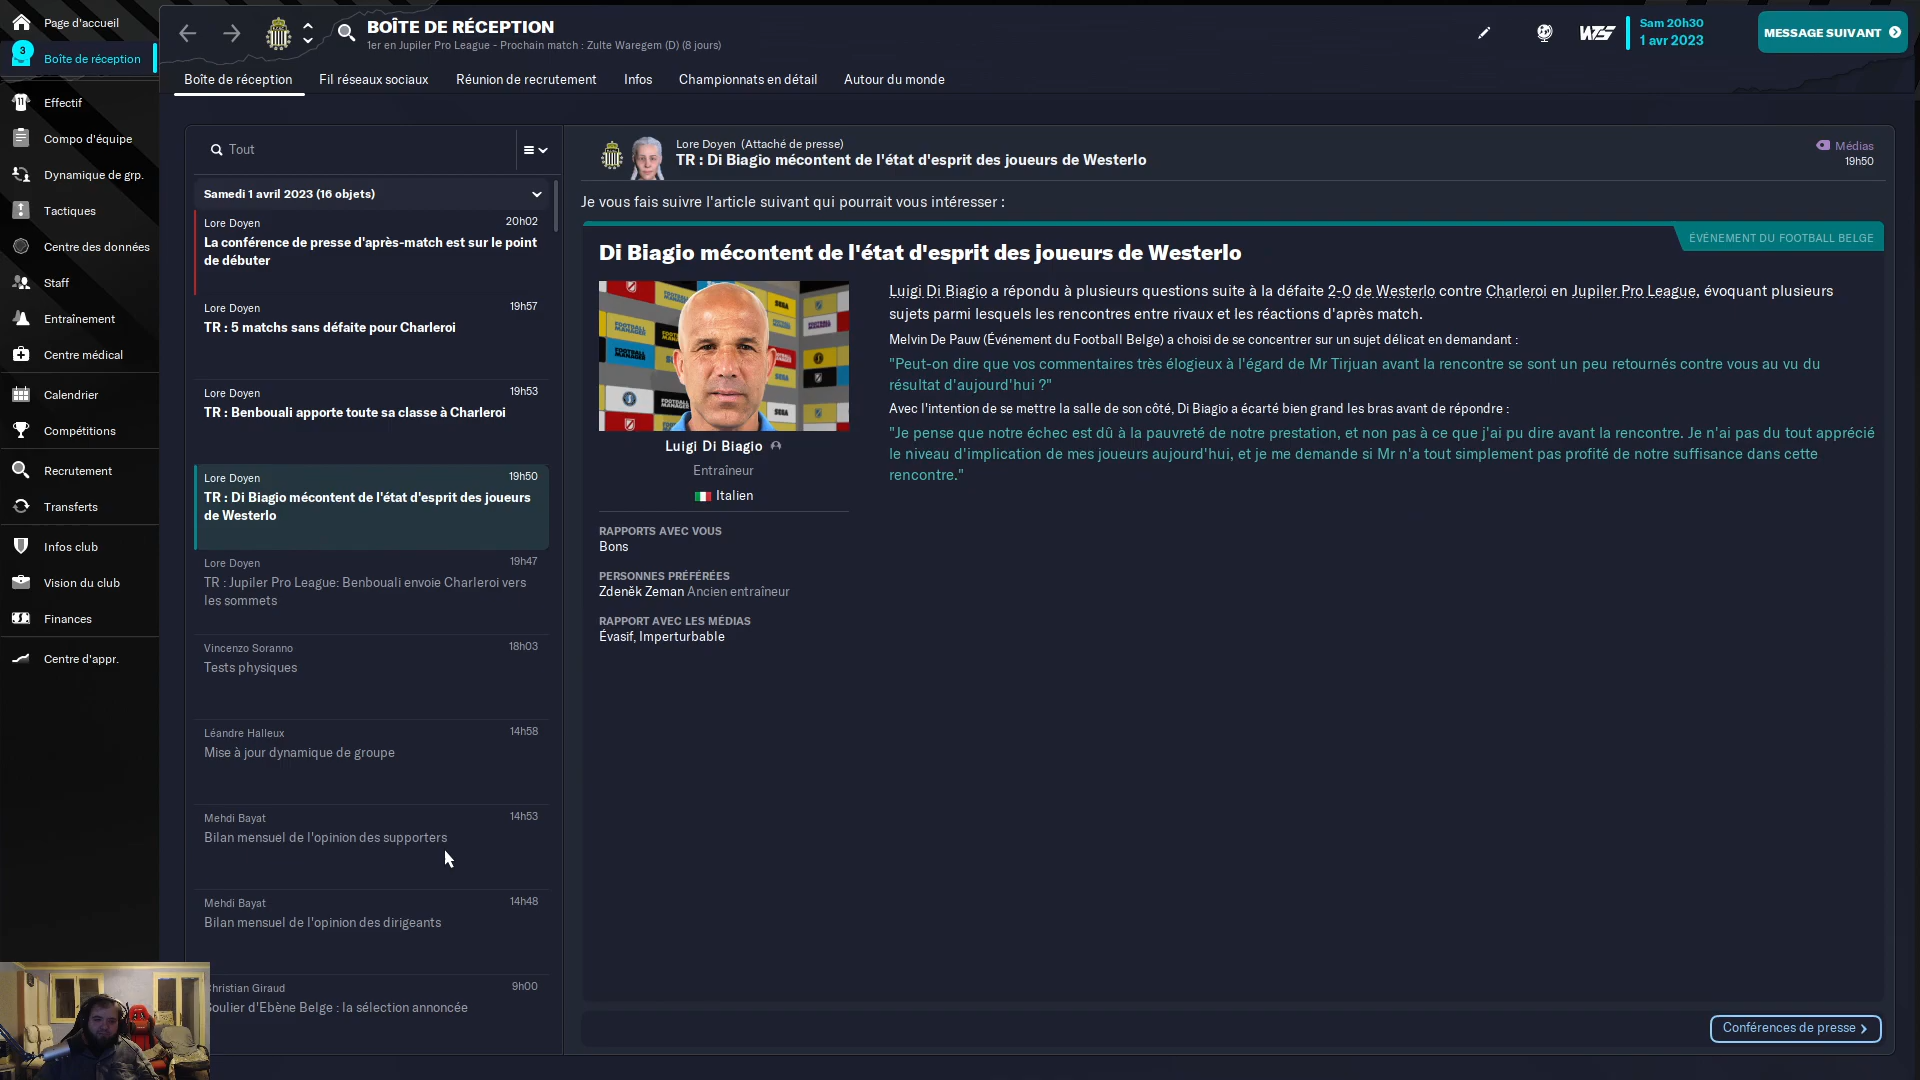 Page d'accueil
3
Boîte de réception
Effectif
Compo d'équipe
Dynamique de grp.
Tactiques
Centre des données
Staff
Entraînement
Centre médical
Calendrier
Compétitions
Recrutement
Transferts
Infos club
Vision du club
Finances
Centre d'appr.
BOÎTE DE RÉCEPTION
1er en Jupiler Pro League - Prochain match : Zulte Waregem (D) (8 jours)
Sam 20h30
1 avr 2023
MESSAGE SUIVANT
Boîte de réception
Fil réseaux sociaux
Réunion de recrutement
Infos
Championnats en détail
Autour du monde
Tout
Samedi 1 avril 2023 (16 objets)
Lore Doyen 20h02
La conférence de presse d'après-match est sur le point
de débuter
Lore Doyen 19h57
TR : 5 matchs sans défaite pour Charleroi
Lore Doyen 19h53
TR : Benbouali apporte toute sa classe à Charleroi
Lore Doyen 19h50
TR : Di Biagio mécontent de l'état d'esprit des joueurs
de Westerlo
Lore Doyen 19h47
TR : Jupiler Pro League: Benbouali envoie Charleroi vers
les sommets
Vincenzo Soranno 18h03
Tests physiques
Léandre Halleux 14h58
Mise à jour dynamique de groupe
Mehdi Bayat 14h53
Bilan mensuel de l'opinion des supporters
Mehdi Bayat 14h48
Bilan mensuel de l'opinion des dirigeants
hristian Giraud 9h00
oulier d'Ebène Belge : la sélection annoncée
Lore Doyen (Attaché de presse)
TR : Di Biagio mécontent de l'état d'esprit des joueurs de Westerlo
Médias
19h50
Je vous fais suivre l'article suivant qui pourrait vous intéresser :
ÉVÉNEMENT DU FOOTBALL BELGE
Di Biagio mécontent de l'état d'esprit des joueurs de Westerlo
Luigi Di Biagio
Entraîneur
Italien
RAPPORTS AVEC VOUS
Bons
PERSONNES PRÉFÉRÉES
Zdeněk Zeman Ancien entraîneur
RAPPORT AVEC LES MÉDIAS
Évasif, Imperturbable
Luigi Di Biagio a répondu à plusieurs questions suite à la défaite 2-0 de Westerlo contre Charleroi en Jupiler Pro League, évoquant plusieurs
sujets parmi lesquels les rencontres entre rivaux et les réactions d'après match.
Melvin De Pauw (Événement du Football Belge) a choisi de se concentrer sur un sujet délicat en demandant :
"Peut-on dire que vos commentaires très élogieux à l'égard de Mr Tirjuan avant la rencontre se sont un peu retournés contre vous au vu du
résultat d'aujourd'hui ?"
Avec l'intention de se mettre la salle de son côté, Di Biagio a écarté bien grand les bras avant de répondre :
"Je pense que notre échec est dû à la pauvreté de notre prestation, et non pas à ce que j'ai pu dire avant la rencontre. Je n'ai pas du tout apprécié
le niveau d'implication de mes joueurs aujourd'hui, et je me demande si Mr n'a tout simplement pas profité de notre suffisance dans cette
rencontre."
Conférences de presse